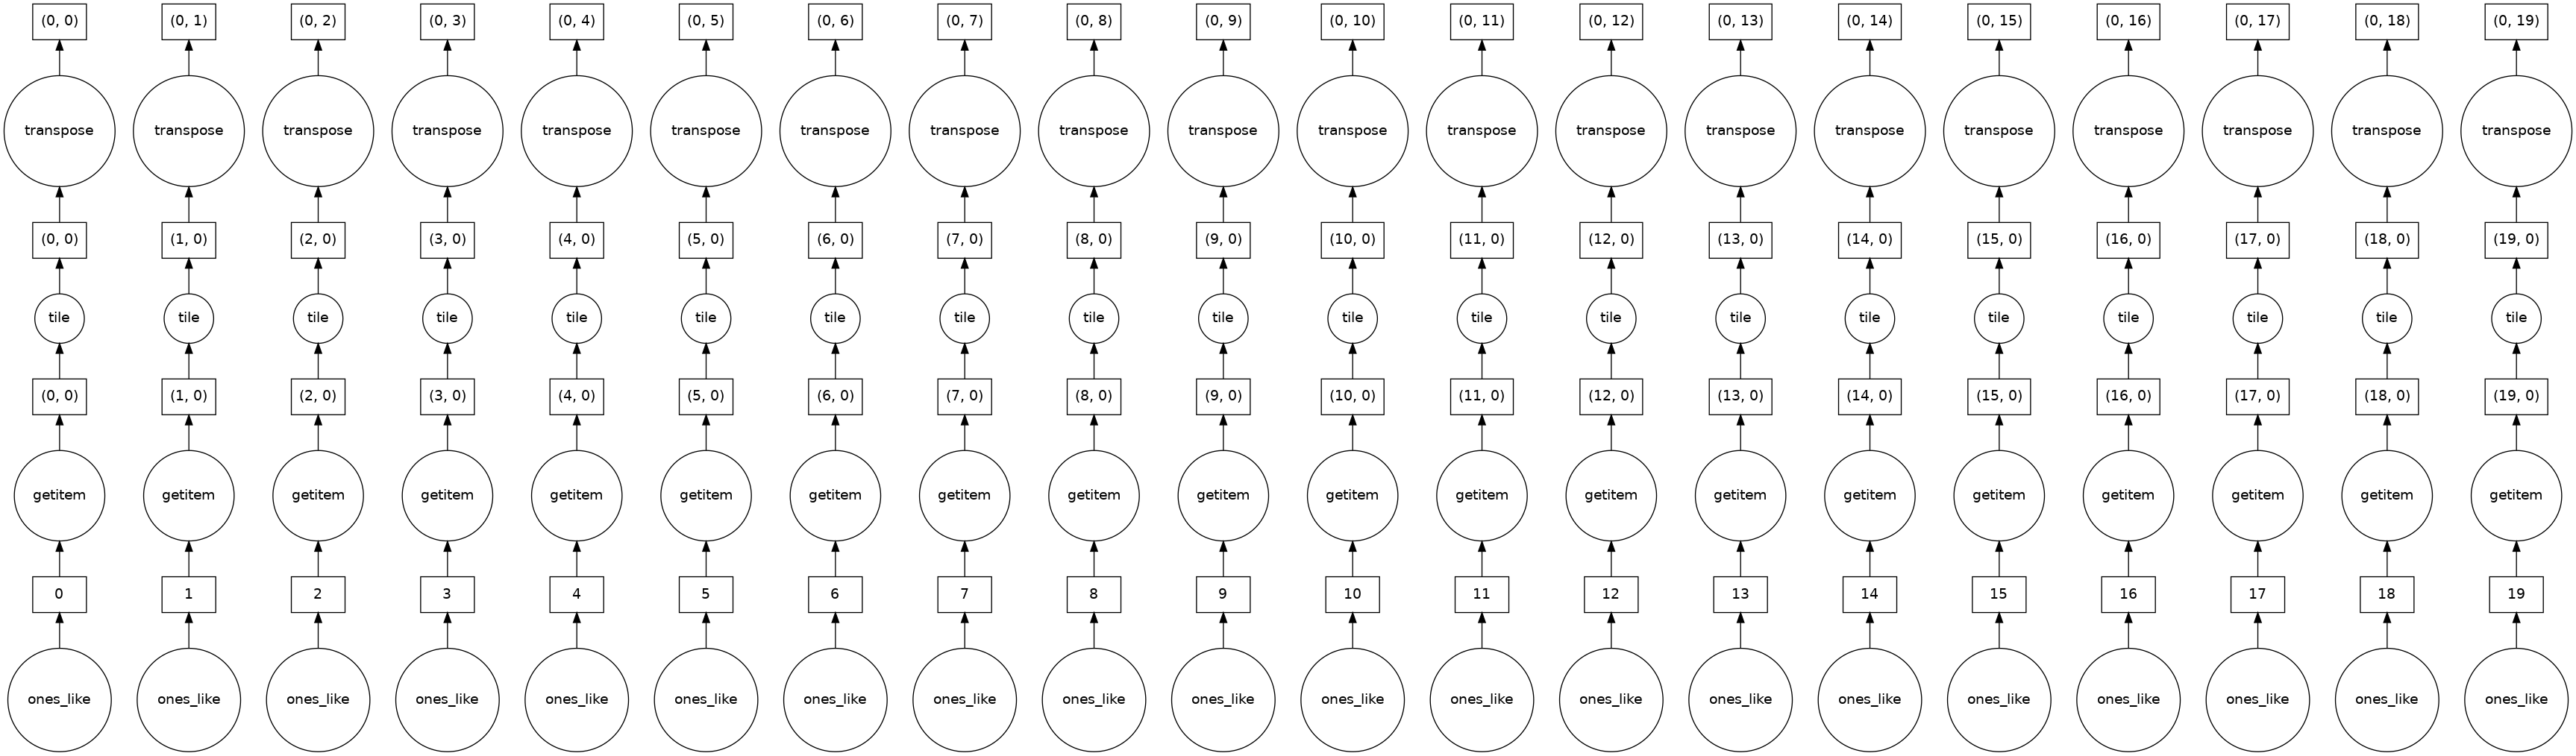 (0, 0) (0, 1) (0, 2) (0, 3) (0, 4) (0, 5) (0, 6) (0, 7) (0, 8) (0, 9) (0, 10) (0, 11) (0, 12) (0, 13) (0, 14) (0, 15) (0, 16) (0, 17) (0, 18) (0, 19)
transpose transpose transpose transpose transpose transpose transpose transpose transpose transpose transpose transpose transpose transpose transpose transpose transpose transpose transpose transpose
(0, 0) (1, 0) (2, 0) (3, 0) (4, 0) (5, 0) (6, 0) (7, 0) (8, 0) (9, 0) (10, 0) (11, 0) (12, 0) (13, 0) (14, 0) (15, 0) (16, 0) (17, 0) (18, 0) (19, 0)
tile tile tile tile tile tile tile tile tile tile tile tile tile tile tile tile tile tile tile tile
(0, 0) (1, 0) (2, 0) (3, 0) (4, 0) (5, 0) (6, 0) (7, 0) (8, 0) (9, 0) (10, 0) (11, 0) (12, 0) (13, 0) (14, 0) (15, 0) (16, 0) (17, 0) (18, 0) (19, 0)
getitem getitem getitem getitem getitem getitem getitem getitem getitem getitem getitem getitem getitem getitem getitem getitem getitem getitem getitem getitem
0 1 2 3 4 5 6 7 8 9 10 11 12 13 14 15 16 17 18 19
ones_like ones_like ones_like ones_like ones_like ones_like ones_like ones_like ones_like ones_like ones_like ones_like ones_like ones_like ones_like ones_like ones_like ones_like ones_like ones_like